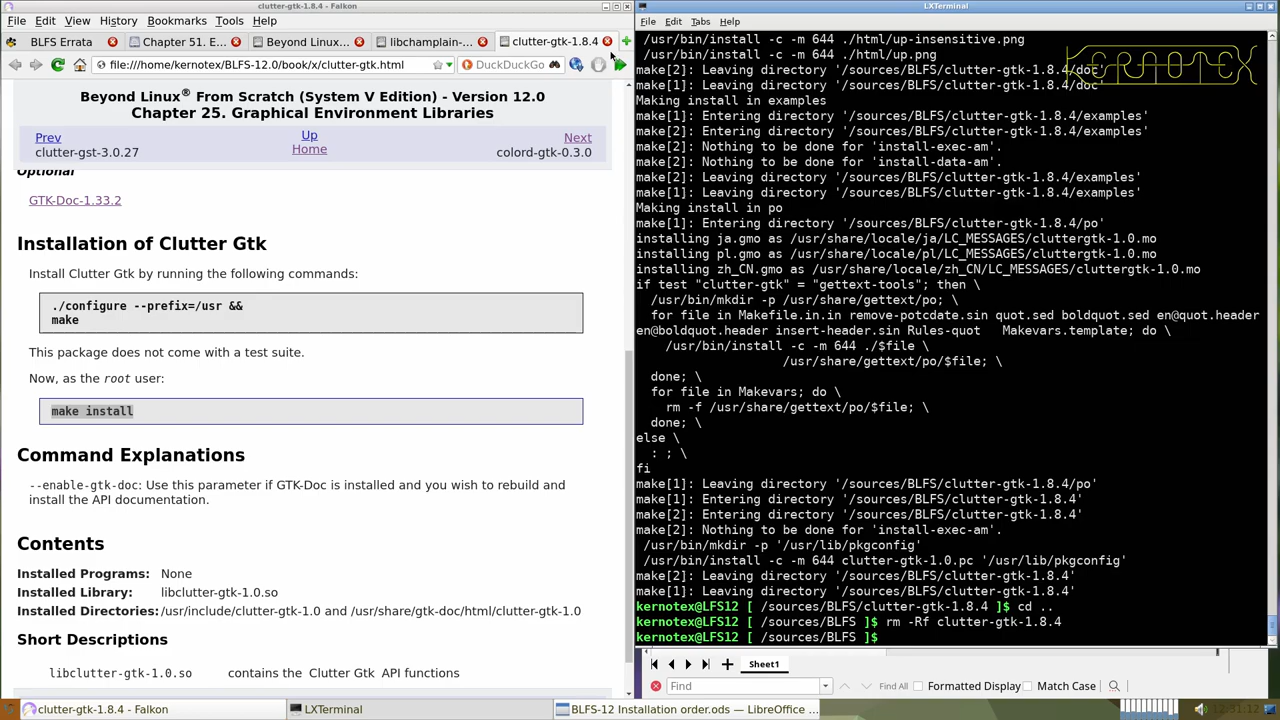 clutter-gtk-1.8.4 - Falkon
File Edit View History Bookmarks Tools Help
BLFS Errata
Chapter 51. E...
Beyond Linux...
libchamplain-...
clutter-gtk-1.8.4
file:///home/kernotex/BLFS-12.0/book/x/clutter-gtk.html
DuckDuckGo
Beyond Linux® From Scratch (System V Edition) - Version 12.0
Chapter 25. Graphical Environment Libraries
Prev Up Next
clutter-gst-3.0.27 Home colord-gtk-0.3.0
Optional
GTK-Doc-1.33.2
Installation of Clutter Gtk
Install Clutter Gtk by running the following commands:
./configure --prefix=/usr &&
make
This package does not come with a test suite.
Now, as the root user:
make install
Command Explanations
--enable-gtk-doc: Use this parameter if GTK-Doc is installed and you wish to rebuild and
install the API documentation.
Contents
Installed Programs: None
Installed Library: libclutter-gtk-1.0.so
Installed Directories: /usr/include/clutter-gtk-1.0 and /usr/share/gtk-doc/html/clutter-gtk-1.0
Short Descriptions
libclutter-gtk-1.0.so contains the Clutter Gtk API functions
LXTerminal
File Edit Tabs Help
KERNOTEX
/usr/bin/install -c -m 644 ./html/up-insensitive.png
/usr/bin/install -c -m 644 ./html/up.png
make[2]: Leaving directory '/sources/BLFS/clutter-gtk-1.8.4/doc'
make[1]: Leaving directory '/sources/BLFS/clutter-gtk-1.8.4/doc'
Making install in examples
make[1]: Entering directory '/sources/BLFS/clutter-gtk-1.8.4/examples'
make[2]: Entering directory '/sources/BLFS/clutter-gtk-1.8.4/examples'
make[2]: Nothing to be done for 'install-exec-am'.
make[2]: Nothing to be done for 'install-data-am'.
make[2]: Leaving directory '/sources/BLFS/clutter-gtk-1.8.4/examples'
make[1]: Leaving directory '/sources/BLFS/clutter-gtk-1.8.4/examples'
Making install in po
make[1]: Entering directory '/sources/BLFS/clutter-gtk-1.8.4/po'
installing ja.gmo as /usr/share/locale/ja/LC_MESSAGES/cluttergtk-1.0.mo
installing pl.gmo as /usr/share/locale/pl/LC_MESSAGES/cluttergtk-1.0.mo
installing zh_CN.gmo as /usr/share/locale/zh_CN/LC_MESSAGES/cluttergtk-1.0.mo
if test "clutter-gtk" = "gettext-tools"; then \
/usr/bin/mkdir -p /usr/share/gettext/po; \
for file in Makefile.in.in remove-potcdate.sin quot.sed boldquot.sed en@quot.header
en@boldquot.header insert-header.sin Rules-quot Makevars.template; do \
/usr/bin/install -c -m 644 ./$file \
/usr/share/gettext/po/$file; \
done; \
for file in Makevars; do \
rm -f /usr/share/gettext/po/$file; \
done; \
else \
: ; \
fi
make[1]: Leaving directory '/sources/BLFS/clutter-gtk-1.8.4/po'
make[1]: Entering directory '/sources/BLFS/clutter-gtk-1.8.4'
make[2]: Entering directory '/sources/BLFS/clutter-gtk-1.8.4'
make[2]: Nothing to be done for 'install-exec-am'.
/usr/bin/mkdir -p '/usr/lib/pkgconfig'
/usr/bin/install -c -m 644 clutter-gtk-1.0.pc '/usr/lib/pkgconfig'
make[2]: Leaving directory '/sources/BLFS/clutter-gtk-1.8.4'
make[1]: Leaving directory '/sources/BLFS/clutter-gtk-1.8.4'
kernotex@LFS12 [ /sources/BLFS/clutter-gtk-1.8.4 ]$ cd ..
kernotex@LFS12 [ /sources/BLFS ]$ rm -Rf clutter-gtk-1.8.4
kernotex@LFS12 [ /sources/BLFS ]$
Sheet1
Find Find All Formatted Display Match Case
clutter-gtk-1.8.4 - Falkon
LXTerminal
BLFS-12 Installation order.ods — LibreOffice ...
12:31:12